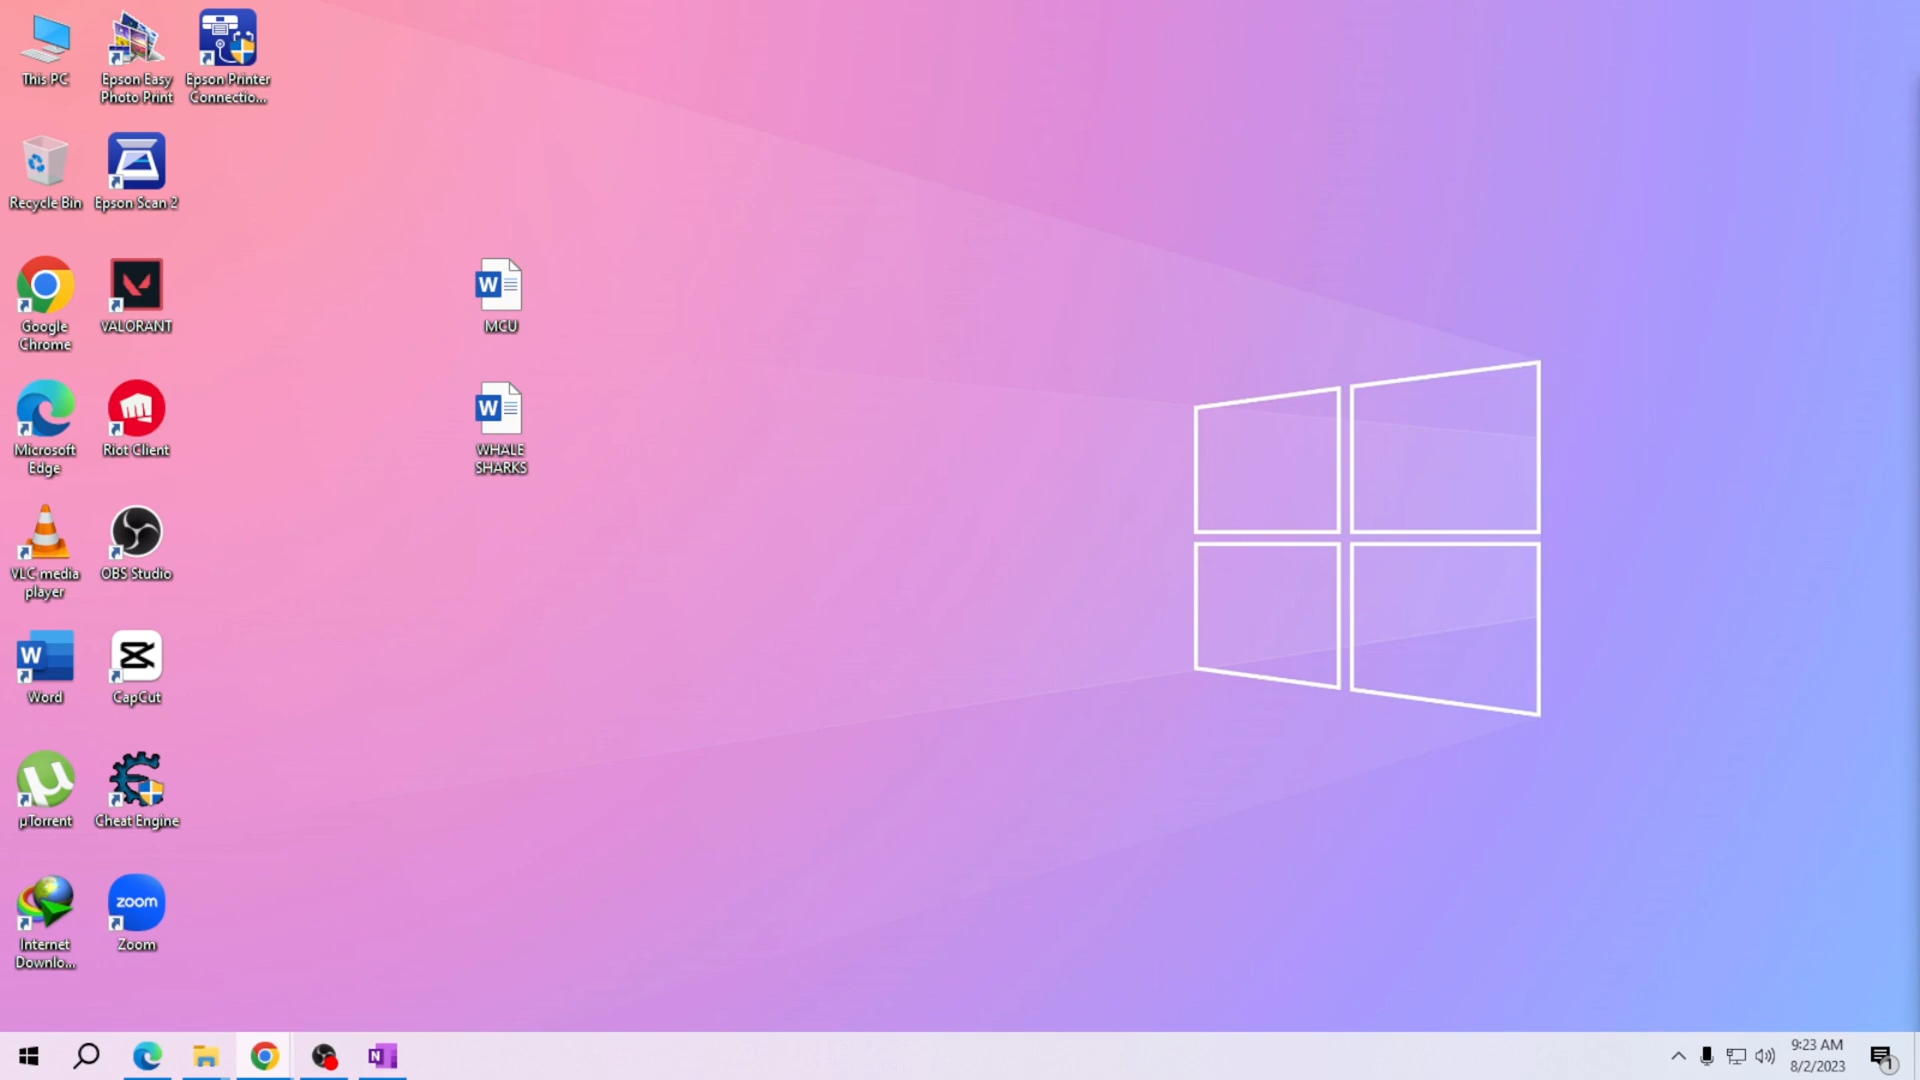 This PC
Epson Easy
Photo Print
Epson Printer
Connectio...
Recycle Bin
Epson Scan 2
Google
Chrome
VALORANT
W
MCU
Microsoft
Edge
Riot Client
W
WHALE
SHARKS
VLC media
player
OBS Studio
W
Word
CapCut
µ
µTorrent
Cheat Engine
Internet
Downlo...
zoom
Zoom
N
9:23 AM
8/2/2023
1